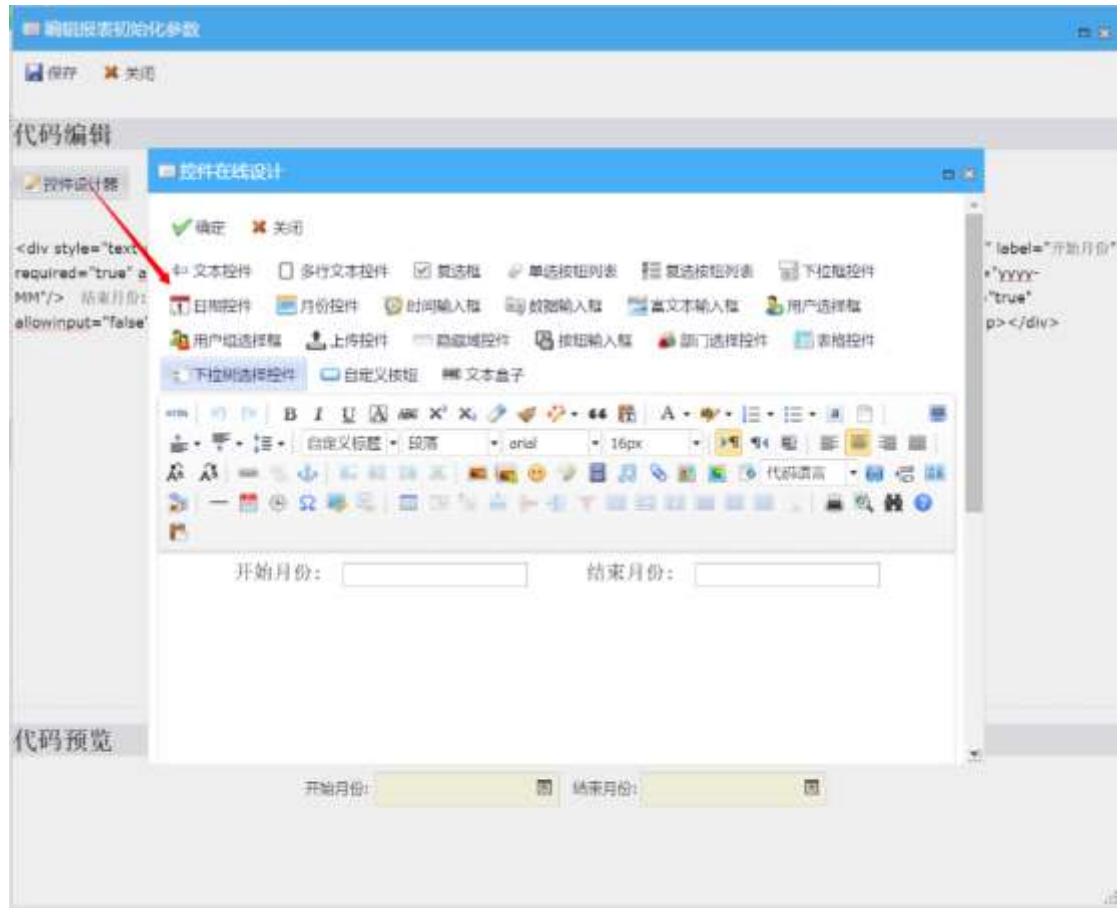 编辑报表初始化参数
保存 关闭
代码编辑
控件设计器
控件在线设计
确定 关闭
<div style="text
" label="开始月份"
required="true" a
="yyyy-
MM"/> 结束月份:
"true"
allowinput="false"
p></div>
文本控件 多行文本控件 复选框 单选按钮列表 复选按钮列表 下拉框控件
日期控件 月份控件 时间输入框 数据输入框 富文本输入框 用户选择框
用户组选择框 上传控件 隐藏域控件 按钮输入框 部门选择控件 表格控件
下拉树选择控件 自定义按钮 文本盒子
HTML B I U A ABC X² X₂ A
自定义标题 段落 arial 16px
代码语言
开始月份: 结束月份:
代码预览
开始月份: 结束月份: